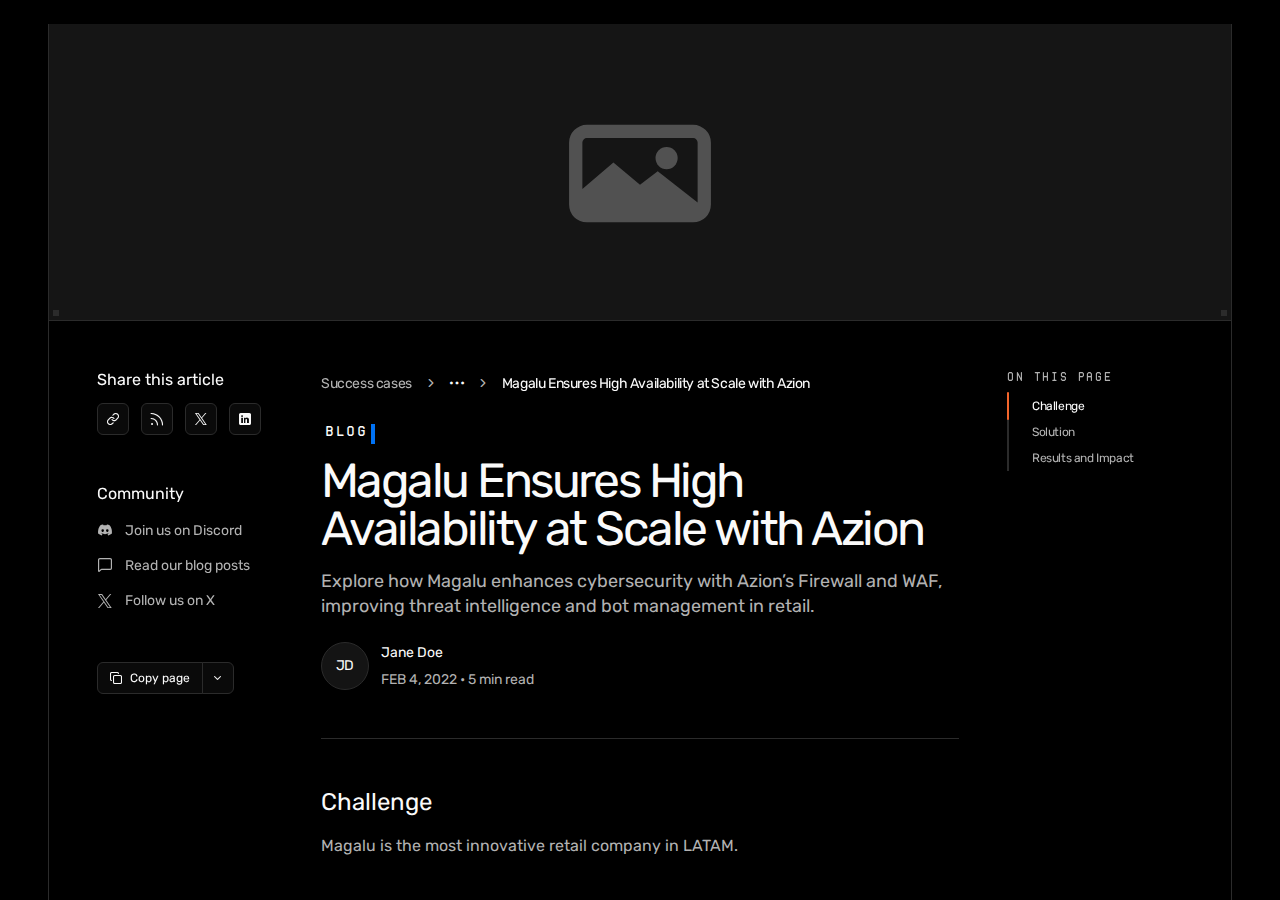 Share this article
Community
Join us on Discord
Read our blog posts
Follow us on X
Copy page
Success cases
Magalu Ensures High Availability at Scale with Azion
BLOG
Magalu Ensures High
Availability at Scale with Azion
Explore how Magalu enhances cybersecurity with Azion’s Firewall and WAF,
improving threat intelligence and bot management in retail.
JD
Jane Doe
FEB 4, 2022 • 5 min read
Challenge
Magalu is the most innovative retail company in LATAM.
ON THIS PAGE
Challenge
Solution
Results and Impact